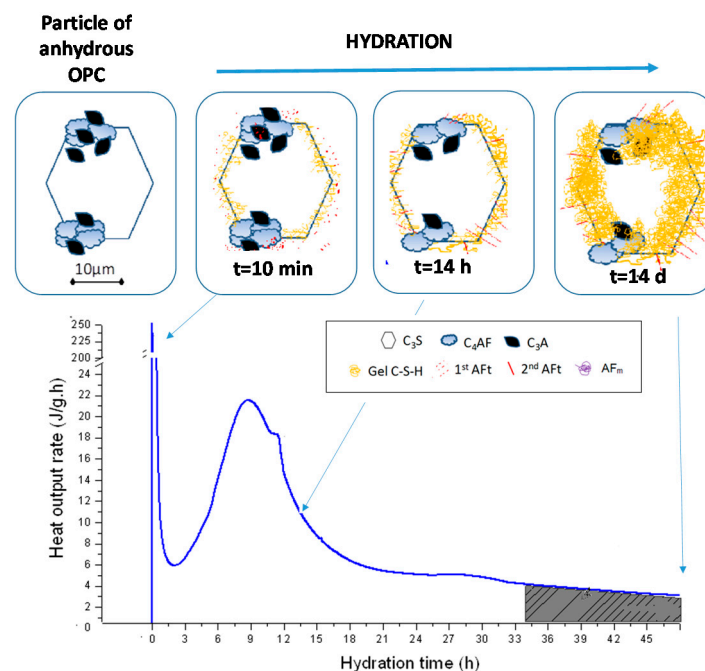 Particle of
anhydrous
OPC
HYDRATION
10µm
t=10 min
t=14 h
t=14 d
C₃S C₄AF C₃A
Gel C-S-H 1ˢᵗ AFt 2ⁿᵈ AFt AFₘ
Heat output rate (J/g.h)
250
225
200
24
22
20
18
16
14
12
10
8
6
4
2
0
0 3 6 9 12 15 18 21 24 27 30 33 36 39 42 45
Hydration time (h)